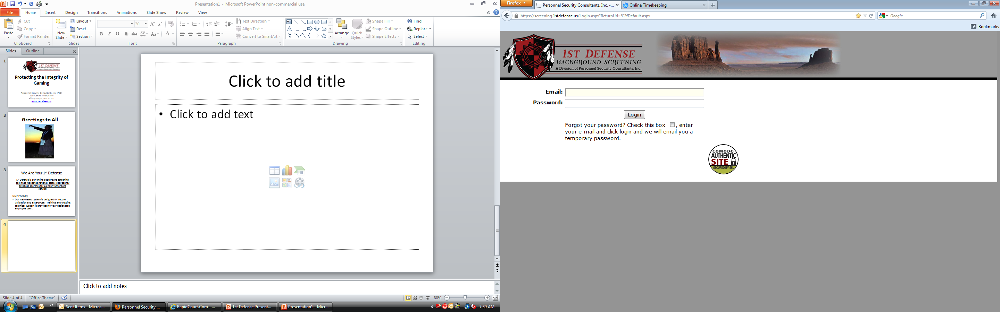 Presentation1 - Microsoft PowerPoint non-commercial use
File Home Insert Design Transitions Animations Slide Show Review View
Paste
Cut
Copy
Format Painter
Clipboard
New Slide
Layout
Reset
Section
Slides
30
B I U S abc AV Aa A
Font
Text Direction
Align Text
Convert to SmartArt
Paragraph
Arrange
Quick Styles
Shape Fill
Shape Outline
Shape Effects
Drawing
Find
Replace
Select
Editing
Slides Outline
1
1ST DEFENSE
BACKGROUND SCREENING
Protecting the Integrity of
Gaming
Personnel Security Consultants, Inc. (PSC)
219 Central Avenue NW
Albuquerque, NM 87102
www.1stDefense.us
2
Greetings to All
3
We Are Your 1st Defense
1st Defense is our online background screening
tool that facilitates national, state, local/county
database searches for 24-hour turnaround
service
User-Friendly
• Our web-based system is designed for secure
validation and ease-of-use. Training and ongoing
technical support is provided to your designated
employee users
4
Click to add title
• Click to add text
Click to add notes
Slide 4 of 4 "Office Theme" 88%
Sent Items - Micros... Personnel Security ... RapidCourt.Com - ... 1st Defense Present... Presentation1 - Micr... 7:39 AM
Firefox
Personnel Security Consultants, Inc. -... Online Timekeeping
https://screening.1stdefense.us/Login.aspx?ReturnUrl=%2fDefault.aspx
Google
Bookmarks
1ST DEFENSE
BACKGROUND SCREENING
A Division of Personnel Security Consultants, Inc.
Email:
Password:
Login
Forgot your password? Check this box , enter
your e-mail and click login and we will email you a
temporary password.
C·O·M·O·D·O
AUTHENTIC
SITE
SECURED BY SSL